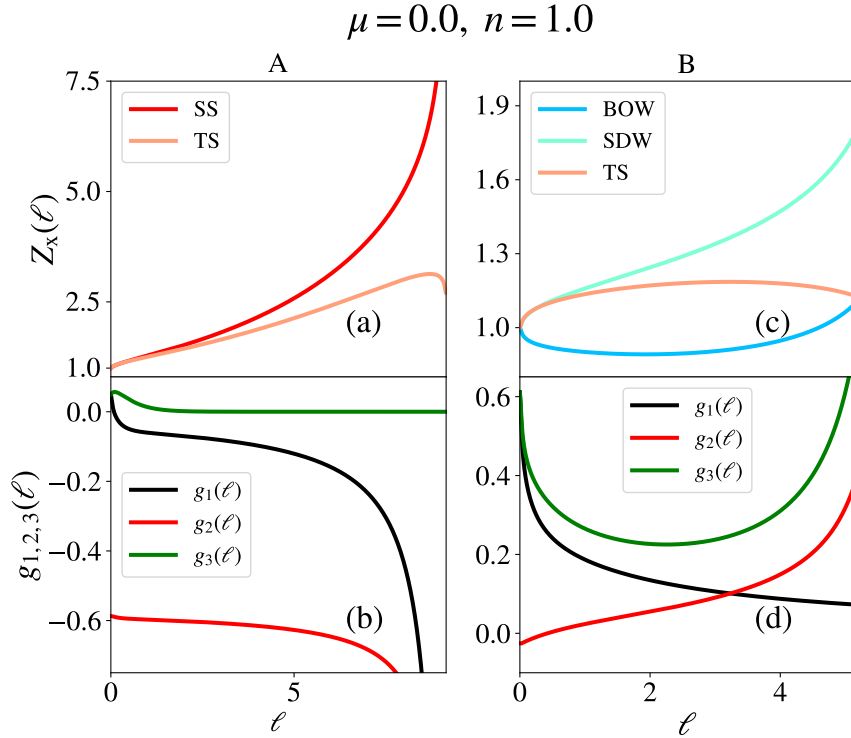 μ=0.0, n=1.0
A
B
7.5
5.0
2.5
1.0
Z_x(ℓ)
SS
TS
(a)
1.9
1.6
1.3
1.0
BOW
SDW
TS
(c)
0.0
−0.2
−0.4
−0.6
g_{1,2,3}(ℓ)
g_1(ℓ)
g_2(ℓ)
g_3(ℓ)
(b)
0
5
ℓ
0.6
0.4
0.2
0.0
g_1(ℓ)
g_2(ℓ)
g_3(ℓ)
(d)
0
2
4
ℓ